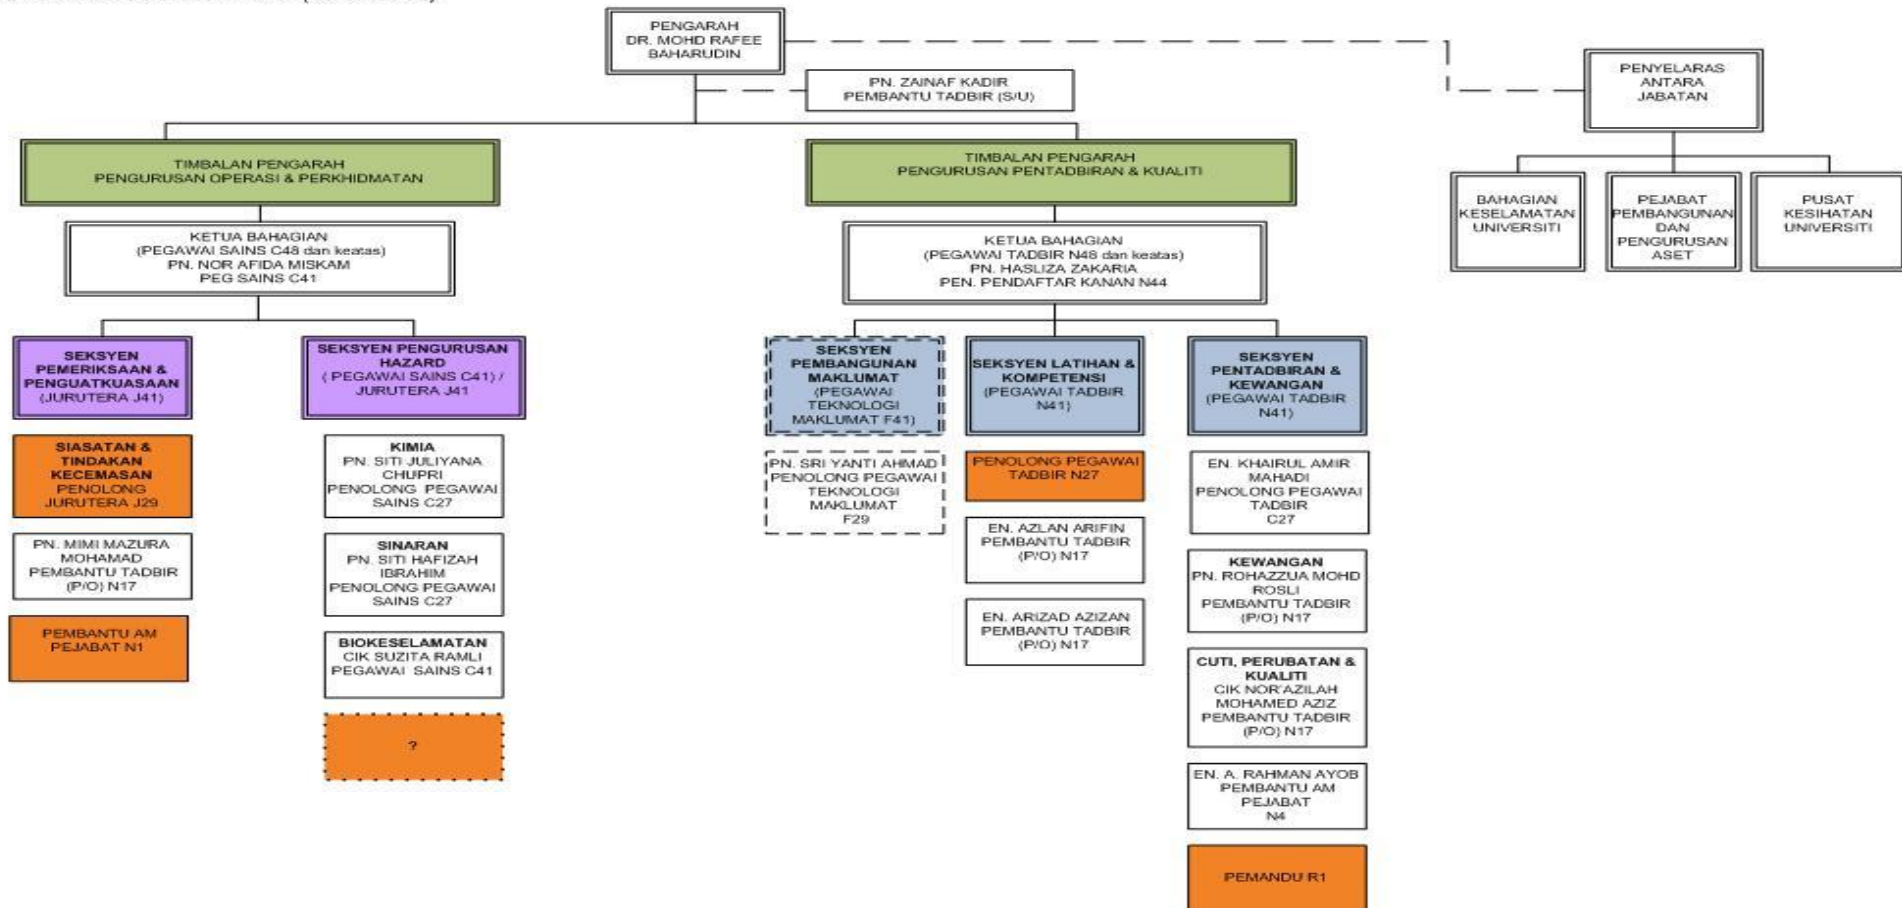 PENGARAH
DR. MOHD RAFEE
BAHARUDIN
PN. ZAINAF KADIR
PEMBANTU TADBIR (S/U)
PENYELARAS
ANTARA
JABATAN
BAHAGIAN
KESELAMATAN
UNIVERSITI
PEJABAT
PEMBANGUNAN
DAN
PENGURUSAN
ASET
PUSAT
KESIHATAN
UNIVERSITI
TIMBALAN PENGARAH
PENGURUSAN OPERASI & PERKHIDMATAN
KETUA BAHAGIAN
(PEGAWAI SAINS C48 dan keatas)
PN. NOR AFIDA MISKAM
PEG SAINS C41
SEKSYEN
PEMERIKSAAN &
PENGUATKUASAAN
(JURUTERA J41)
SIASATAN &
TINDAKAN
KECEMASAN
PENOLONG
JURUTERA J29
PN. MIMI MAZURA
MOHAMAD
PEMBANTU TADBIR
(P/O) N17
PEMBANTU AM
PEJABAT N1
SEKSYEN PENGURUSAN
HAZARD
( PEGAWAI SAINS C41) /
JURUTERA J41
KIMIA
PN. SITI JULIYANA
CHUPRI
PENOLONG PEGAWAI
SAINS C27
SINARAN
PN. SITI HAFIZAH
IBRAHIM
PENOLONG PEGAWAI
SAINS C27
BIOKESELAMATAN
CIK SUZITA RAMLI
PEGAWAI SAINS C41
?
TIMBALAN PENGARAH
PENGURUSAN PENTADBIRAN & KUALITI
KETUA BAHAGIAN
(PEGAWAI TADBIR N48 dan keatas)
PN. HASLIZA ZAKARIA
PEN. PENDAFTAR KANAN N44
SEKSYEN
PEMBANGUNAN
MAKLUMAT
(PEGAWAI
TEKNOLOGI
MAKLUMAT F41)
PN. SRI YANTI AHMAD
PENOLONG PEGAWAI
TEKNOLOGI
MAKLUMAT
F29
SEKSYEN LATIHAN &
KOMPETENSI
(PEGAWAI TADBIR
N41)
PENOLONG PEGAWAI
TADBIR N27
EN. AZLAN ARIFIN
PEMBANTU TADBIR
(P/O) N17
EN. ARIZAD AZIZAN
PEMBANTU TADBIR
(P/O) N17
SEKSYEN
PENTADBIRAN &
KEWANGAN
(PEGAWAI TADBIR
N41)
EN. KHAIRUL AMIR
MAHADI
PENOLONG PEGAWAI
TADBIR
C27
KEWANGAN
PN. ROHAZZUA MOHD
ROSLI
PEMBANTU TADBIR
(P/O) N17
CUTI, PERUBATAN &
KUALITI
CIK NOR'AZILAH
MOHAMED AZIZ
PEMBANTU TADBIR
(P/O) N17
EN. A. RAHMAN AYOB
PEMBANTU AM
PEJABAT
N4
PEMANDU R1